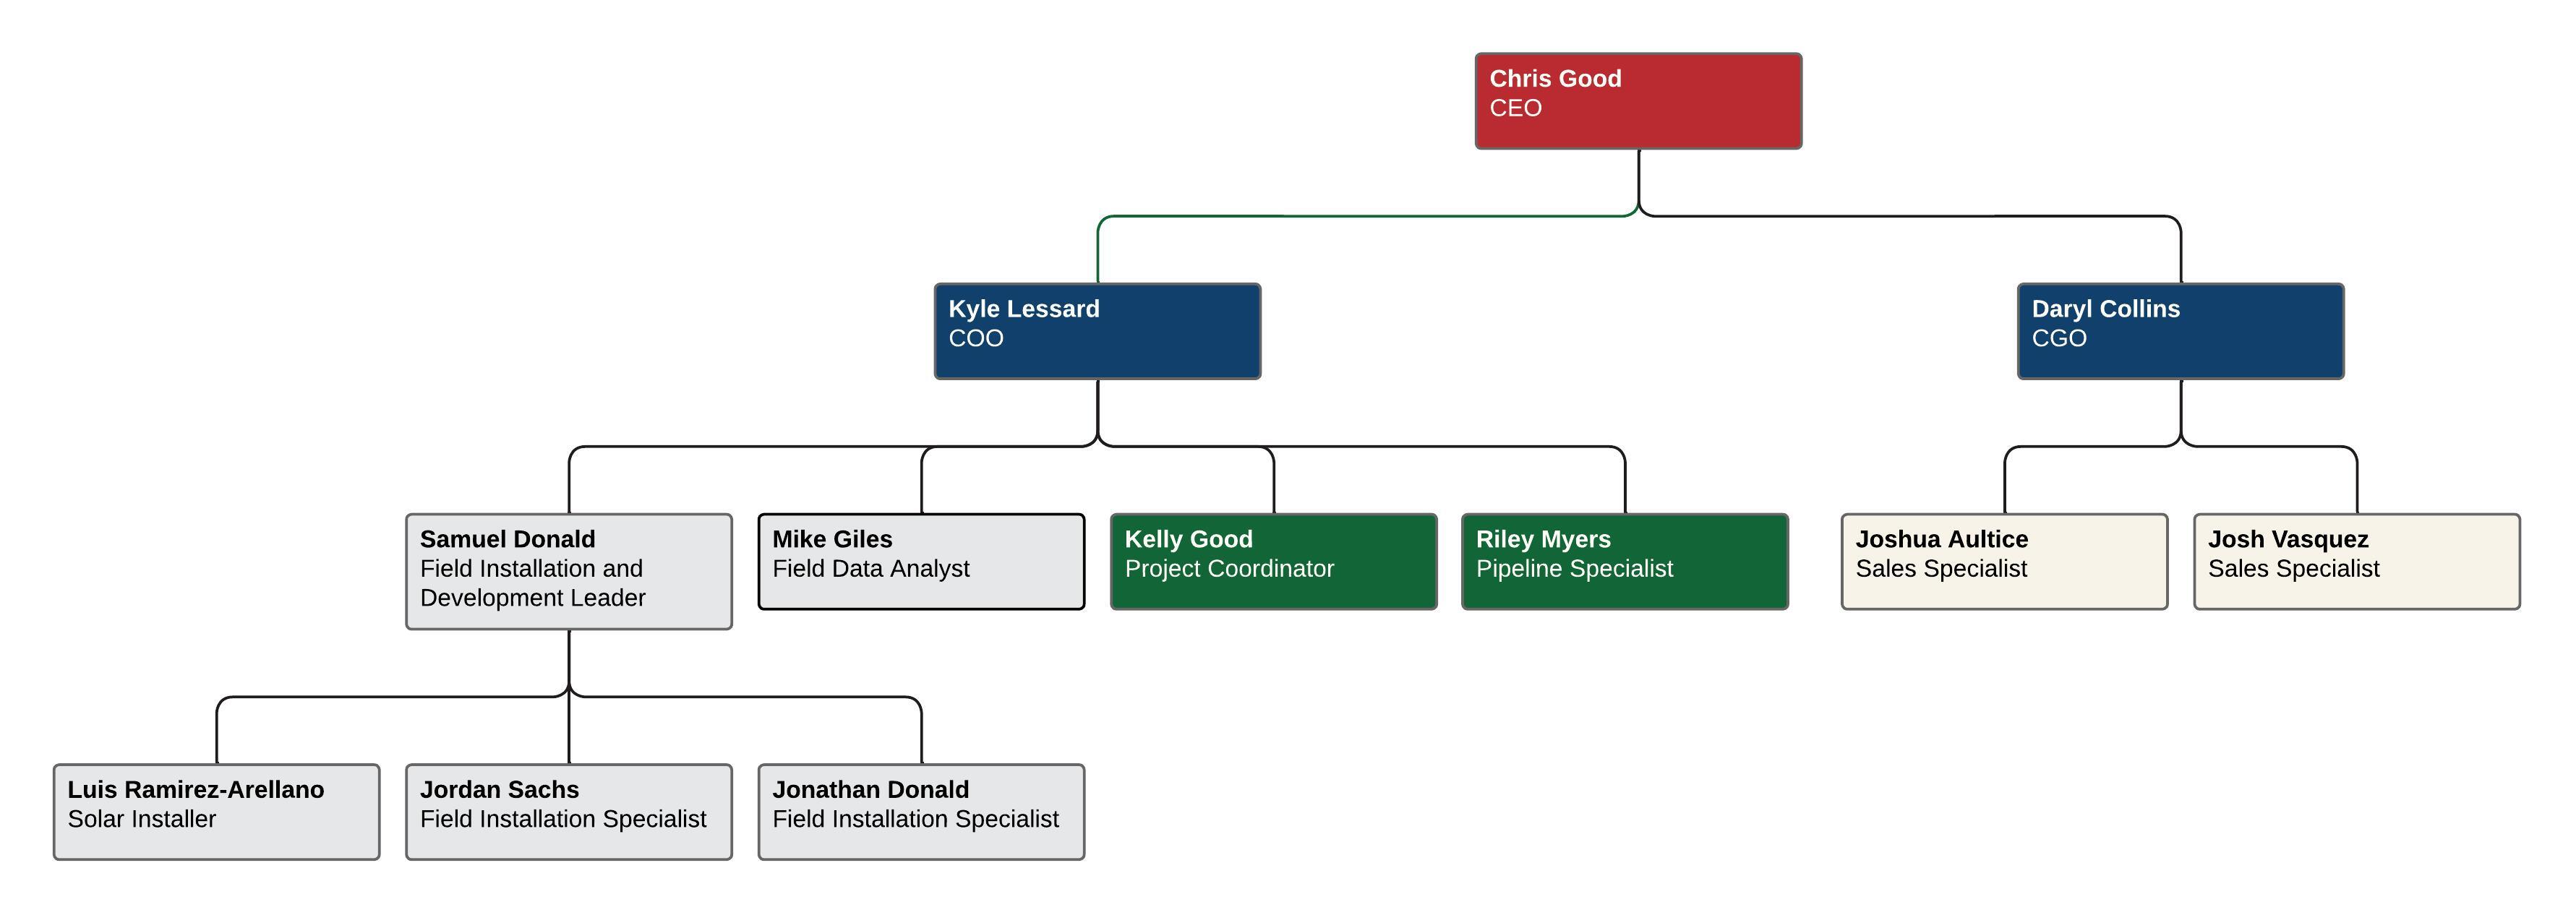 Chris Good
CEO
Kyle Lessard
COO
Daryl Collins
CGO
Samuel Donald
Field Installation and
Development Leader
Mike Giles
Field Data Analyst
Kelly Good
Project Coordinator
Riley Myers
Pipeline Specialist
Joshua Aultice
Sales Specialist
Josh Vasquez
Sales Specialist
Luis Ramirez-Arellano
Solar Installer
Jordan Sachs
Field Installation Specialist
Jonathan Donald
Field Installation Specialist